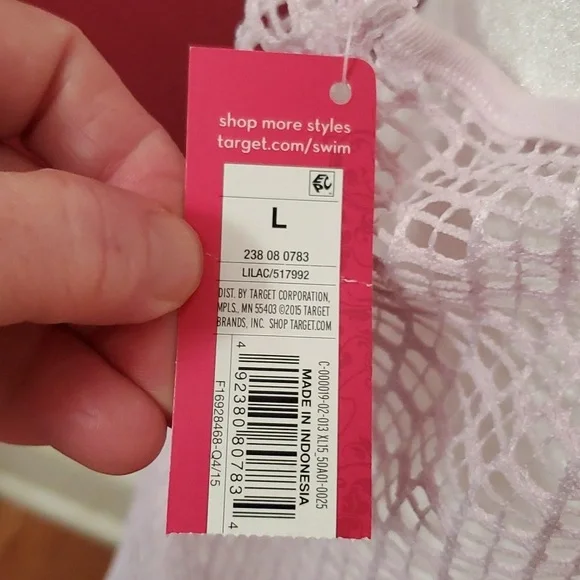 shop more styles
target.com/swim
L
238 08 0783
LILAC/517992
DIST. BY TARGET CORPORATION,
MPLS., MN 55403 ©2015 TARGET
BRANDS, INC. SHOP TARGET.COM
C-000019-02-013 XL15_50A01-0025
MADE IN INDONESIA
4 92380 80783 4
F16928468-Q4/15